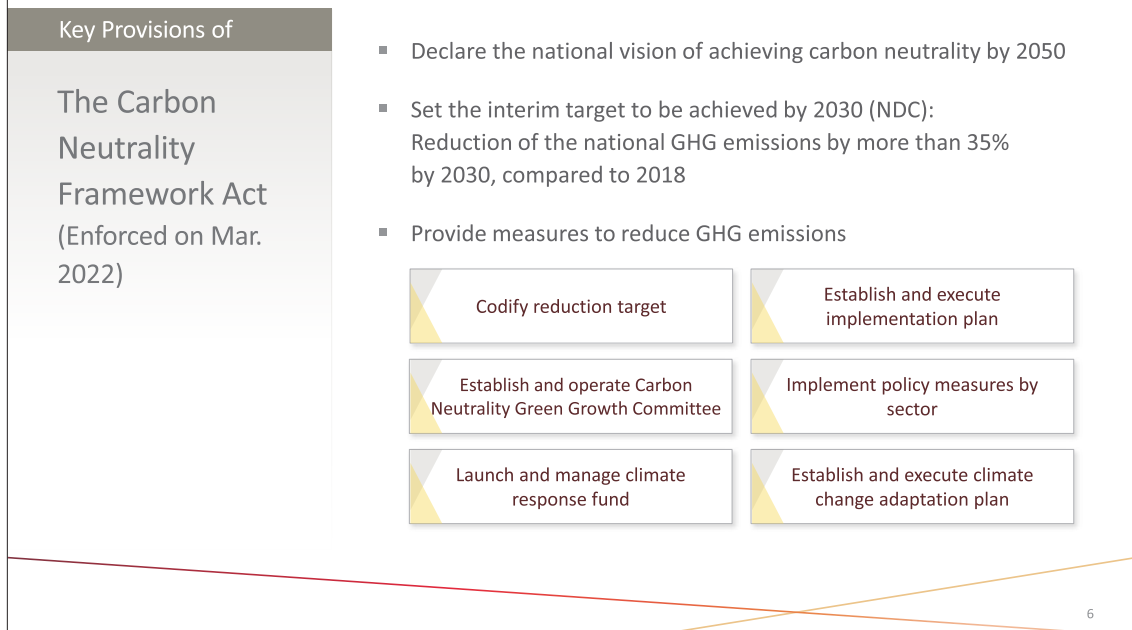 Key Provisions of
The Carbon
Neutrality
Framework Act
(Enforced on Mar.
2022)
Declare the national vision of achieving carbon neutrality by 2050
Set the interim target to be achieved by 2030 (NDC):
Reduction of the national GHG emissions by more than 35%
by 2030, compared to 2018
Provide measures to reduce GHG emissions
Codify reduction target
Establish and execute
implementation plan
Establish and operate Carbon
Neutrality Green Growth Committee
Implement policy measures by
sector
Launch and manage climate
response fund
Establish and execute climate
change adaptation plan
6